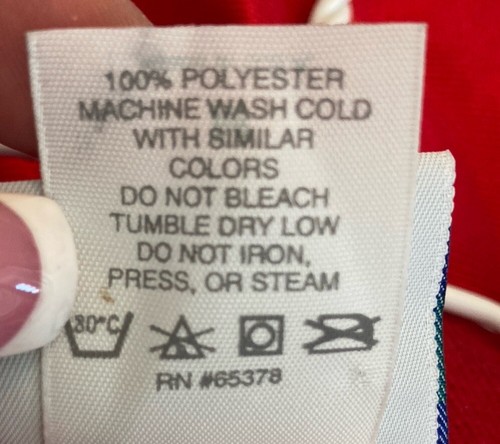 100% POLYESTER
MACHINE WASH COLD
WITH SIMILAR
COLORS
DO NOT BLEACH
TUMBLE DRY LOW
DO NOT IRON,
PRESS, OR STEAM
30°C
RN #65378